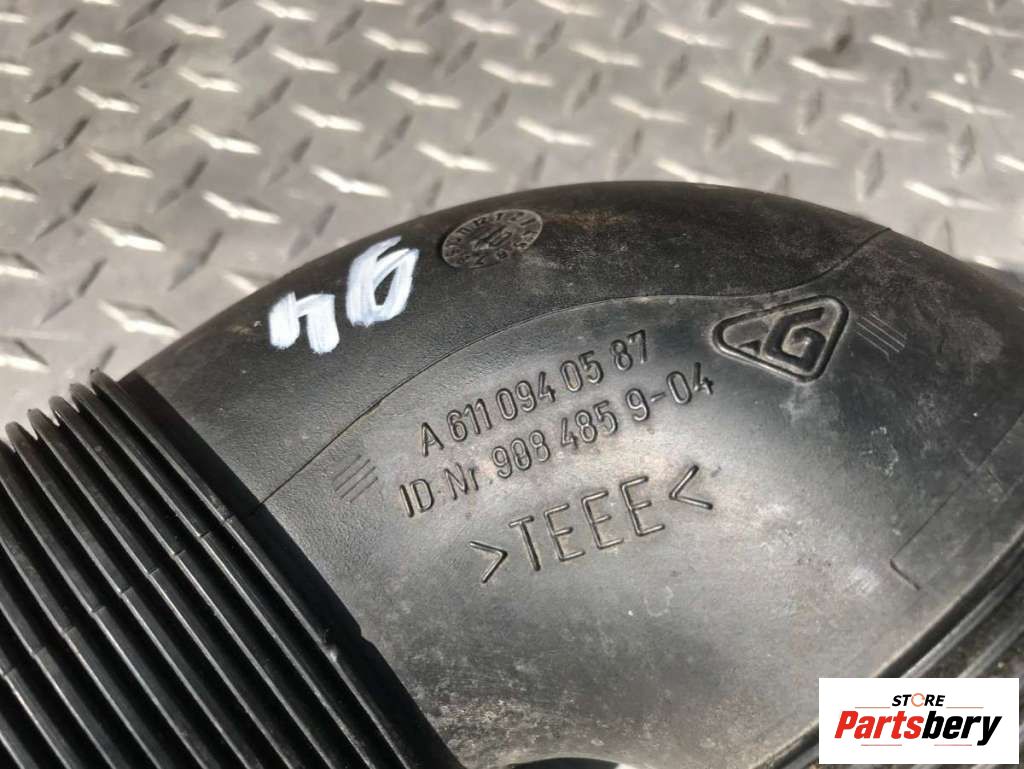 46
A 611 094 05 87
ID-Nr. 908 485 9-04
>TEEE<
G
STORE
Partsbery